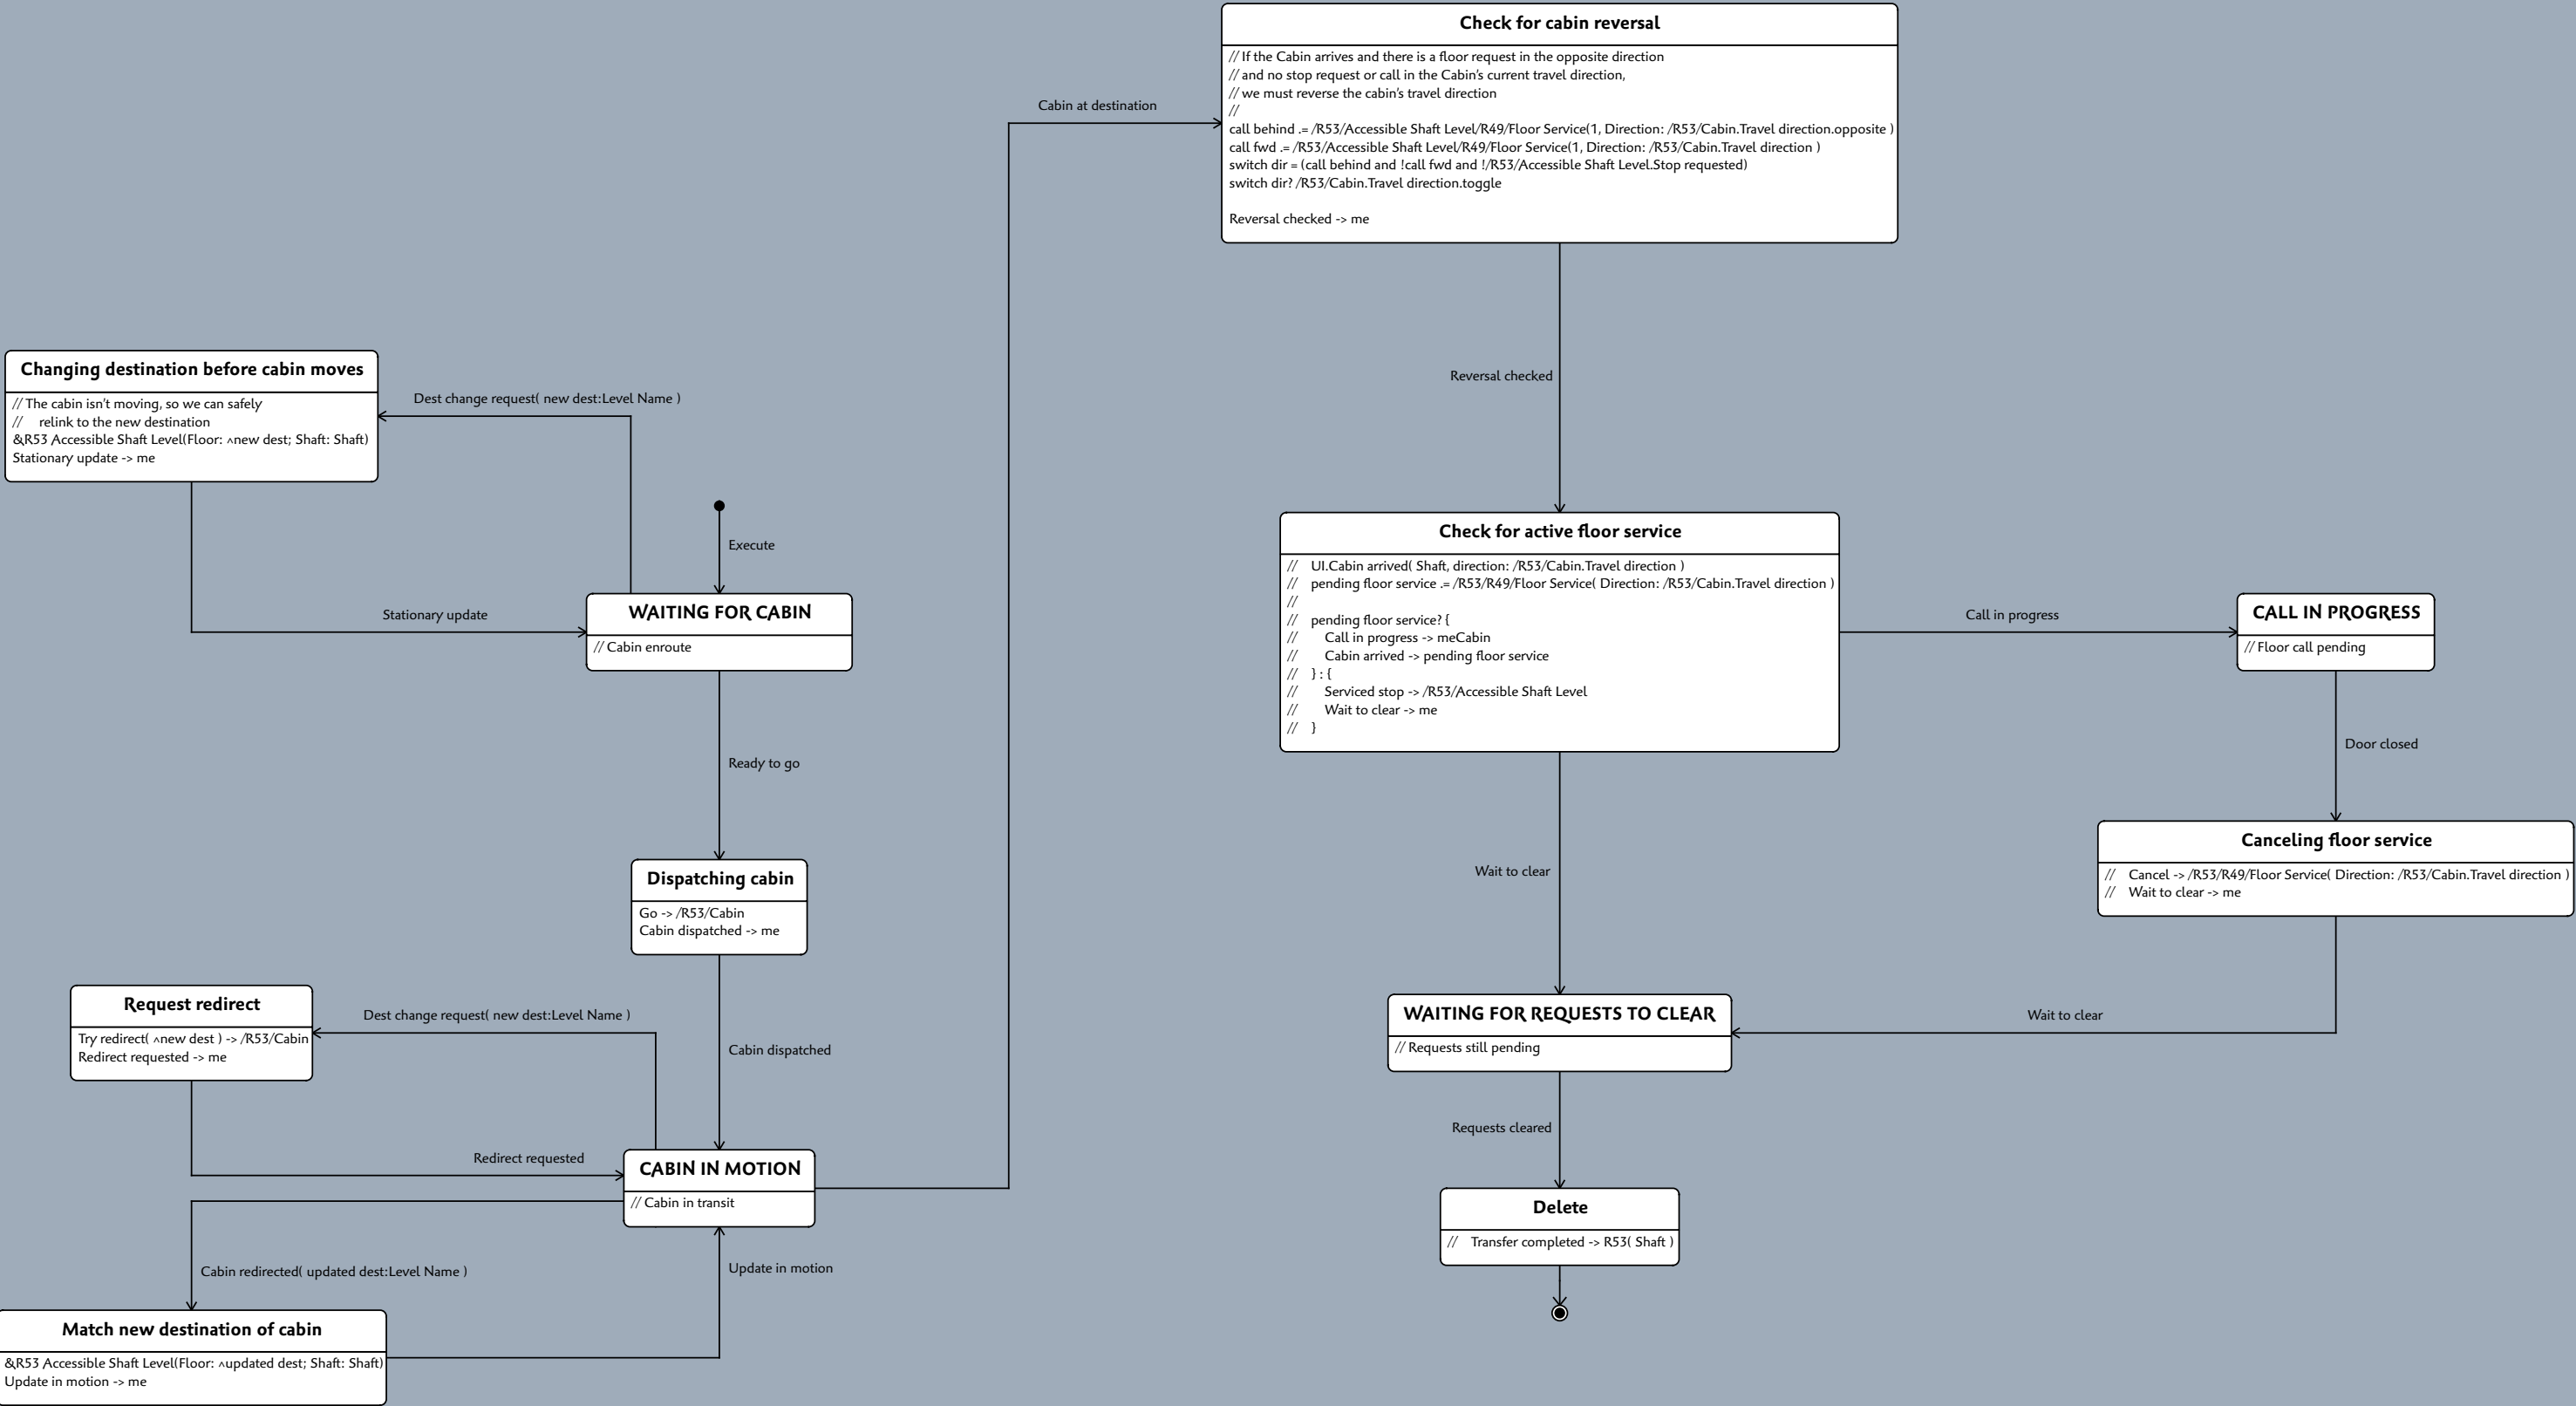 Check for cabin reversal
// If the Cabin arrives and there is a floor request in the opposite direction
// and no stop request or call in the Cabin's current travel direction,
// we must reverse the cabin's travel direction
//
call behind .= /R53/Accessible Shaft Level/R49/Floor Service(1, Direction: /R53/Cabin.Travel direction.opposite )
call fwd .= /R53/Accessible Shaft Level/R49/Floor Service(1, Direction: /R53/Cabin.Travel direction )
switch dir = (call behind and !call fwd and !/R53/Accessible Shaft Level.Stop requested)
switch dir? /R53/Cabin.Travel direction.toggle
Reversal checked -> me
Cabin at destination
Reversal checked
Changing destination before cabin moves
// The cabin isn't moving, so we can safely
// relink to the new destination
&R53 Accessible Shaft Level(Floor: ^new dest; Shaft: Shaft)
Stationary update -> me
Dest change request( new dest:Level Name )
Execute
Stationary update
WAITING FOR CABIN
// Cabin enroute
Ready to go
Check for active floor service
// UI.Cabin arrived( Shaft, direction: /R53/Cabin.Travel direction )
// pending floor service .= /R53/R49/Floor Service( Direction: /R53/Cabin.Travel direction )
//
// pending floor service? {
// Call in progress -> meCabin
// Cabin arrived -> pending floor service
// } : {
// Serviced stop -> /R53/Accessible Shaft Level
// Wait to clear -> me
// }
Call in progress
CALL IN PROGRESS
// Floor call pending
Door closed
Canceling floor service
// Cancel -> /R53/R49/Floor Service( Direction: /R53/Cabin.Travel direction )
// Wait to clear -> me
Wait to clear
Wait to clear
Dispatching cabin
Go -> /R53/Cabin
Cabin dispatched -> me
Cabin dispatched
Request redirect
Try redirect( ^new dest ) -> /R53/Cabin
Redirect requested -> me
Dest change request( new dest:Level Name )
Redirect requested
CABIN IN MOTION
// Cabin in transit
Cabin redirected( updated dest:Level Name )
Update in motion
Match new destination of cabin
&R53 Accessible Shaft Level(Floor: ^updated dest; Shaft: Shaft)
Update in motion -> me
WAITING FOR REQUESTS TO CLEAR
// Requests still pending
Requests cleared
Delete
// Transfer completed -> R53( Shaft )